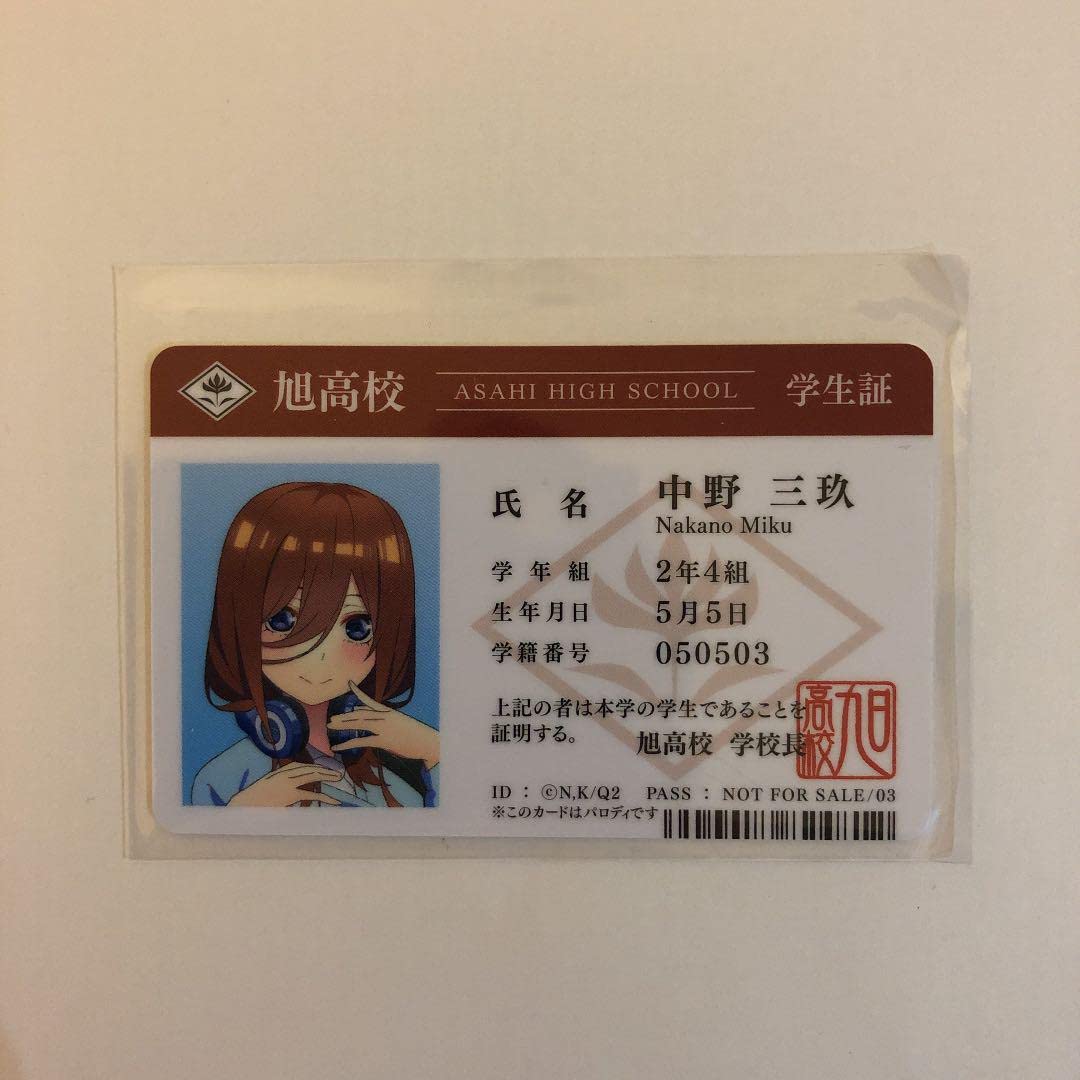 旭高校 ASAHI HIGH SCHOOL 学生証
氏名 中野 三玖
Nakano Miku
学年組 2年4組
生年月日 5月5日
学籍番号 050503
上記の者は本学の学生であることを
証明する。 旭高校 学校長
旭高校
ID : ©N,K/Q2 PASS : NOT FOR SALE/03
※このカードはパロディです